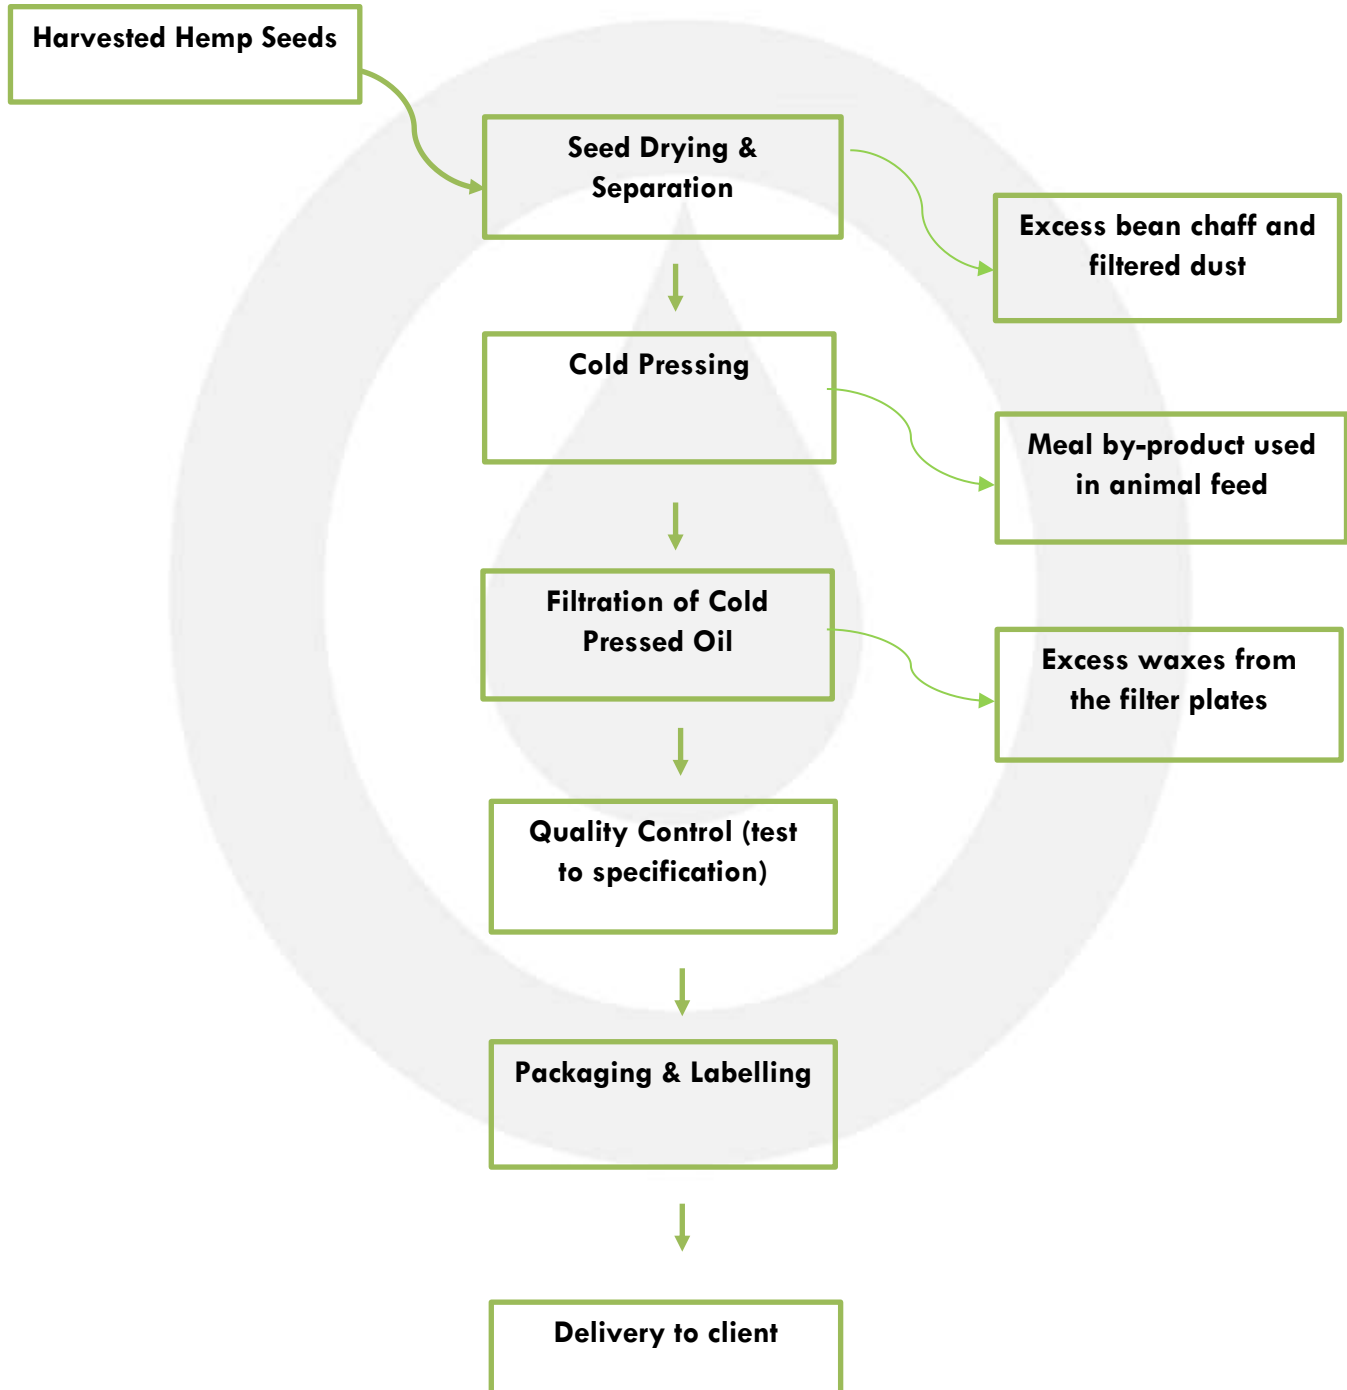 Harvested Hemp Seeds
Seed Drying &
Separation
Excess bean chaff and
filtered dust
Cold Pressing
Meal by-product used
in animal feed
Filtration of Cold
Pressed Oil
Excess waxes from
the filter plates
Quality Control (test
to specification)
Packaging & Labelling
Delivery to client